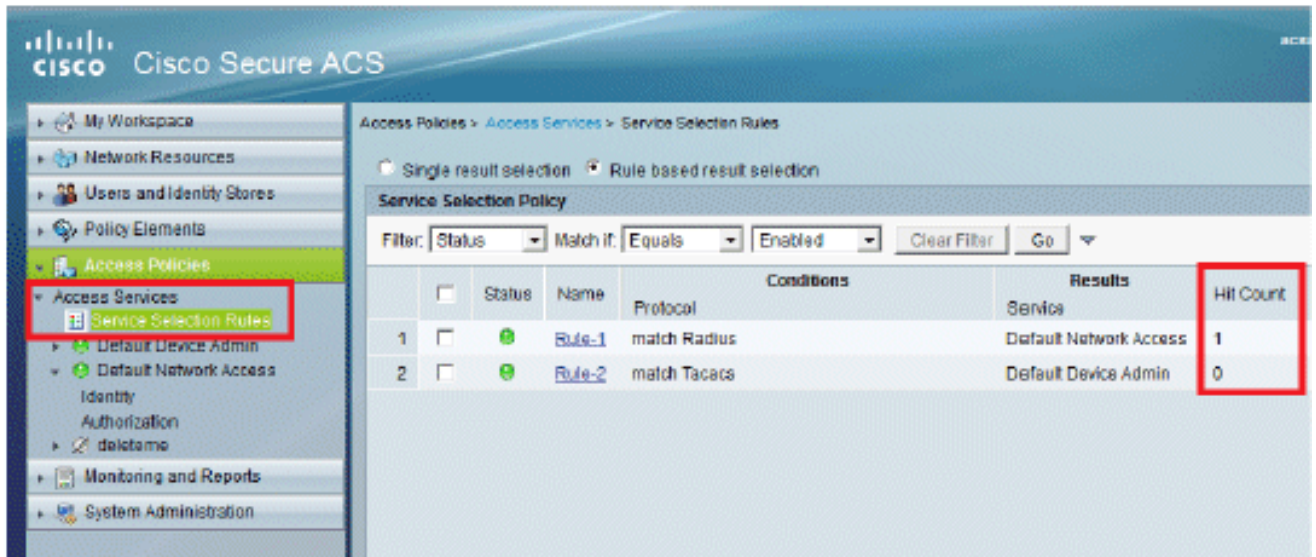 CISCO Cisco Secure ACS
My Workspace
Network Resources
Users and Identity Stores
Policy Elements
Access Policies
Access Services
Service Selection Rules
Default Device Admin
Default Network Access
Identity
Authorization
deleteme
Monitoring and Reports
System Administration
Access Policies > Access Services > Service Selection Rules
Single result selection Rule based result selection
Service Selection Policy
Filter: Status Match if: Equals Enabled Clear Filter Go
Conditions Results
Status Name Protocol Service Hit Count
1 Rule-1 match Radius Default Network Access 1
2 Rule-2 match Tacacs Default Device Admin 0